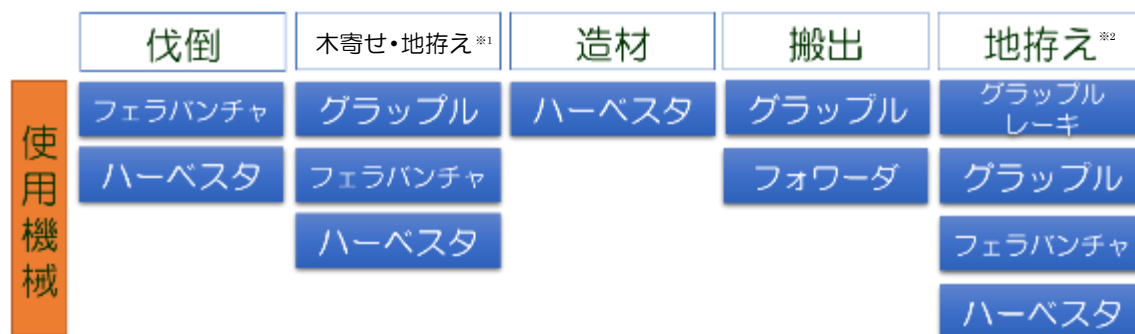 伐倒
木寄せ・地拵え※1
造材
搬出
地拵え※2
使用機械
フェラバンチャ
グラップル
ハーベスタ
グラップル
グラップル
レーキ
ハーベスタ
フェラバンチャ
フォワーダ
グラップル
ハーベスタ
フェラバンチャ
ハーベスタ